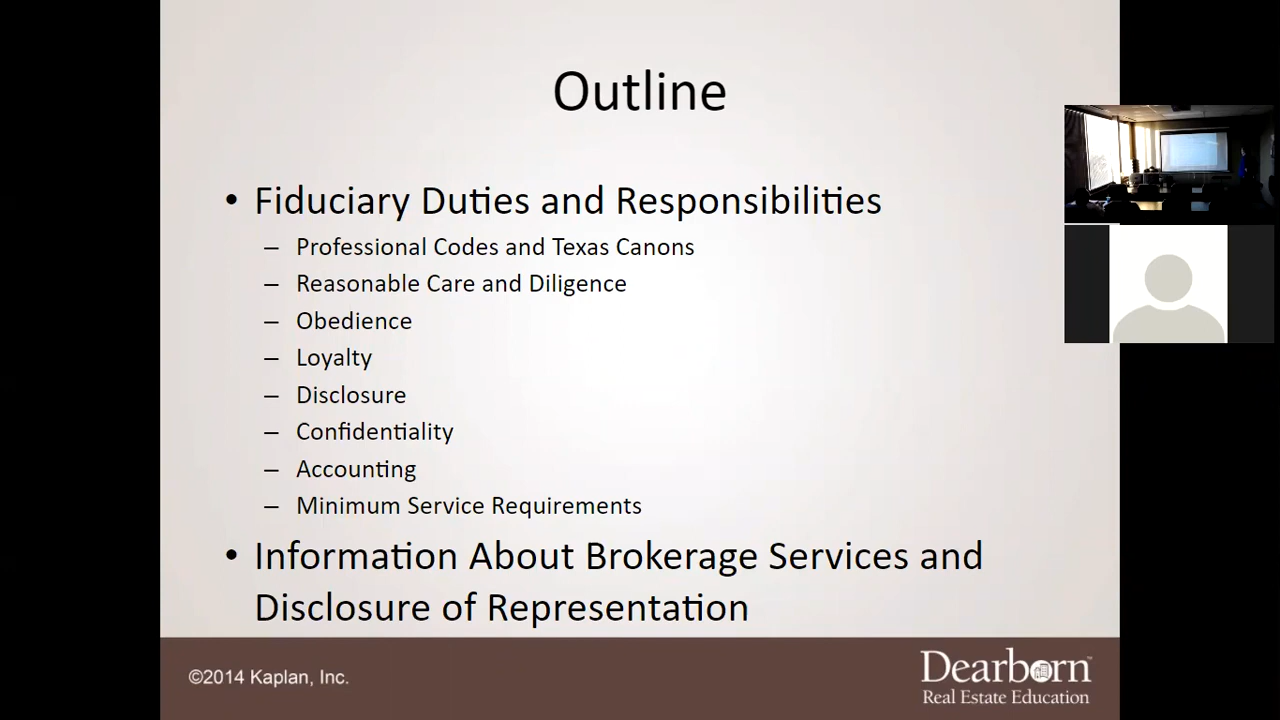 Outline
• Fiduciary Duties and Responsibilities
– Professional Codes and Texas Canons
– Reasonable Care and Diligence
– Obedience
– Loyalty
– Disclosure
– Confidentiality
– Accounting
– Minimum Service Requirements
• Information About Brokerage Services and
Disclosure of Representation
©2014 Kaplan, Inc.
Dearborn™
Real Estate Education